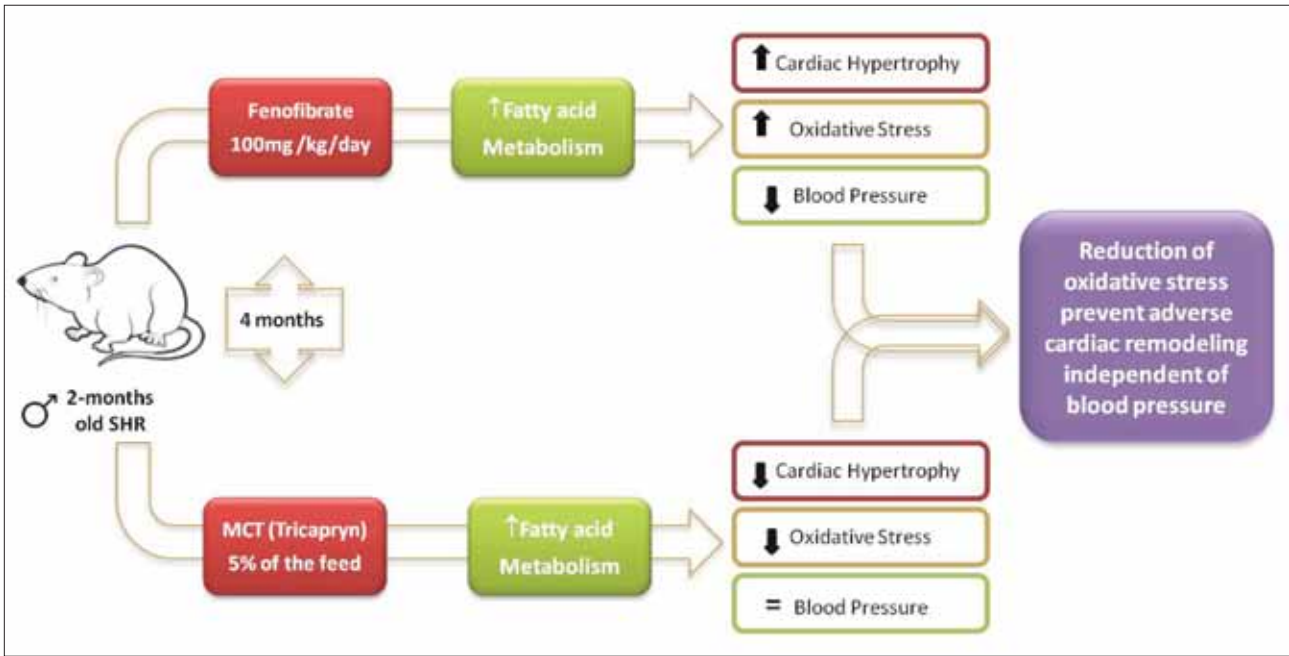 Fenofibrate
100mg /kg/day
↑Fatty acid
Metabolism
⬆ Cardiac Hypertrophy
⬆ Oxidative Stress
⬇ Blood Pressure
4 months
♂ 2-months
old SHR
MCT (Tricapryn)
5% of the feed
↑Fatty acid
Metabolism
⬇ Cardiac Hypertrophy
⬇ Oxidative Stress
= Blood Pressure
Reduction of
oxidative stress
prevent adverse
cardiac remodeling
independent of
blood pressure